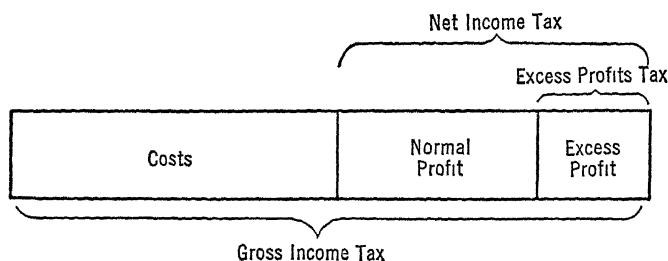 Net Income Tax
Excess Profits Tax
Costs
Normal
Profit
Excess
Profit
Gross Income Tax